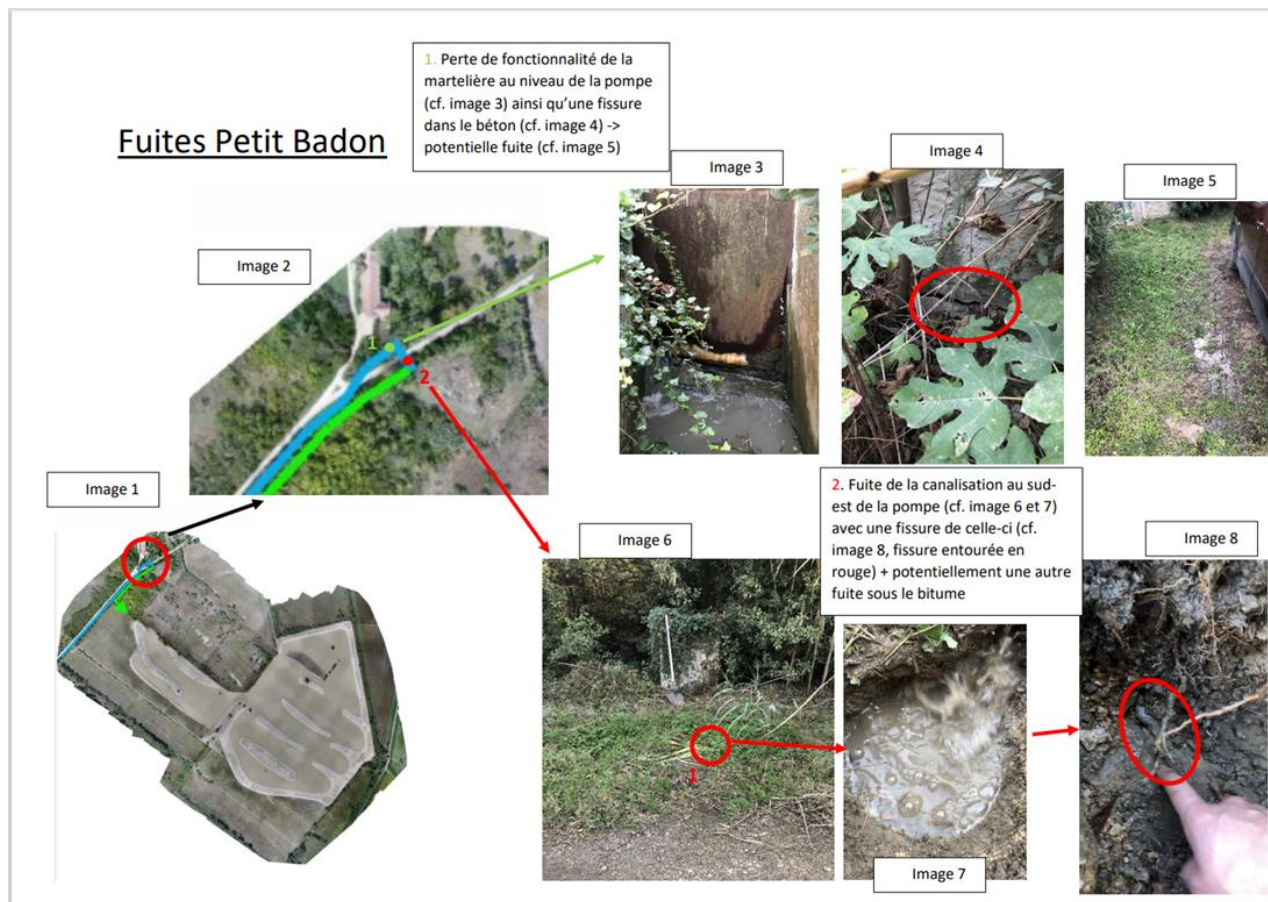 1. Perte de fonctionnalité de la
martelière au niveau de la pompe
(cf. image 3) ainsi qu'une fissure
dans le béton (cf. image 4) ->
potentielle fuite (cf. image 5)
Fuites Petit Badon
Image 3
Image 4
Image 5
Image 2
1
2
Image 1
2. Fuite de la canalisation au sud-
est de la pompe (cf. image 6 et 7)
avec une fissure de celle-ci (cf.
image 8, fissure entourée en
rouge) + potentiellement une autre
fuite sous le bitume
Image 6
Image 8
1
Image 7